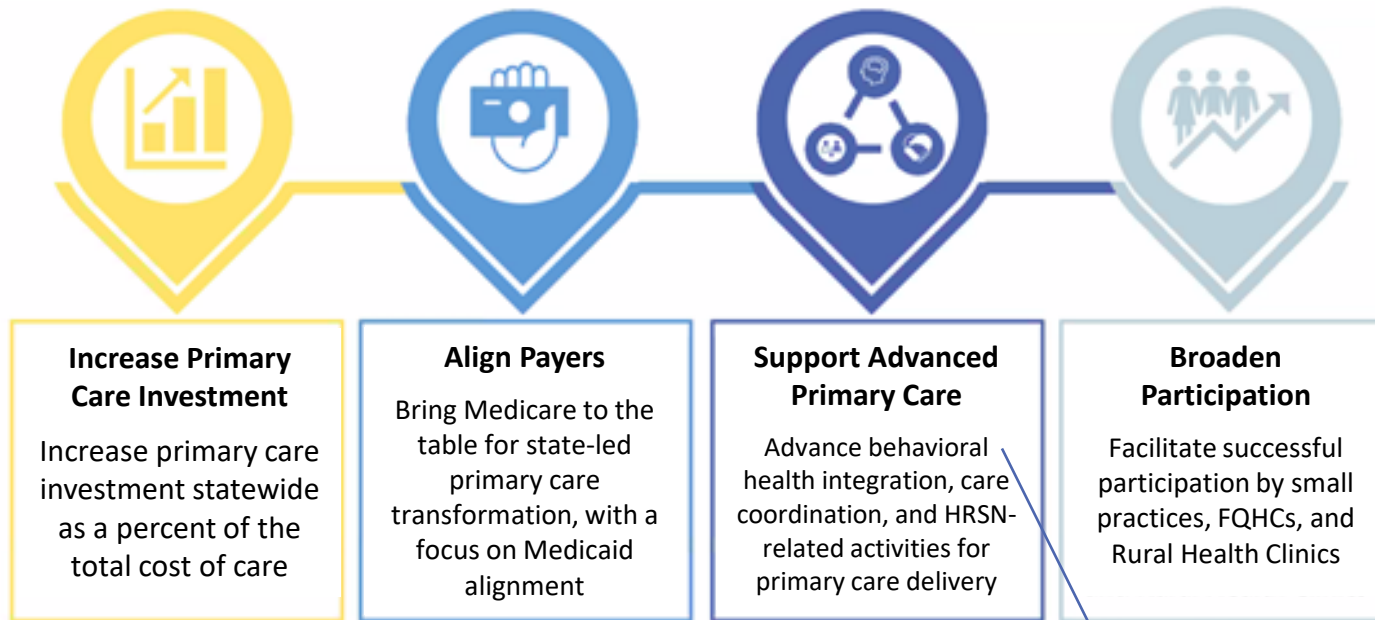 Increase Primary
Care Investment
Increase primary care
investment statewide
as a percent of the
total cost of care
Align Payers
Bring Medicare to the
table for state-led
primary care
transformation, with a
focus on Medicaid
alignment
Support Advanced
Primary Care
Advance behavioral
health integration, care
coordination, and HRSN-
related activities for
primary care delivery
Broaden
Participation
Facilitate successful
participation by small
practices, FQHCs, and
Rural Health Clinics